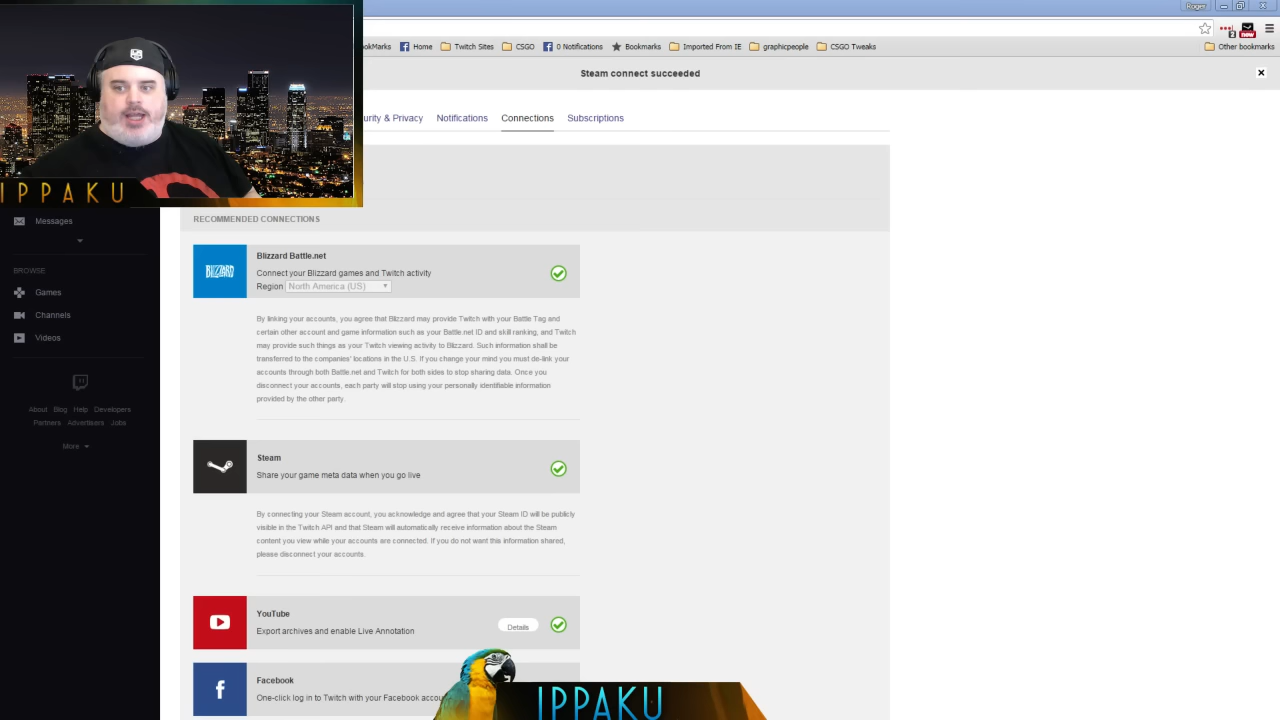 Roger
okMarks
Home
Twitch Sites
CSGO
0 Notifications
Bookmarks
Imported From IE
graphicpeople
CSGO Tweaks
Other bookmarks
new
Steam connect succeeded
urity & Privacy
Notifications
Connections
Subscriptions
IPPAKU
Messages
BROWSE
Games
Channels
Videos
About Blog Help Developers
Partners Advertisers Jobs
More
RECOMMENDED CONNECTIONS
BLIZZARD
Blizzard Battle.net
Connect your Blizzard games and Twitch activity
Region North America (US)
By linking your accounts, you agree that Blizzard may provide Twitch with your Battle Tag and
certain other account and game information such as your Battle.net ID and skill ranking, and Twitch
may provide such things as your Twitch viewing activity to Blizzard. Such information shall be
transferred to the companies' locations in the U.S. If you change your mind you must de-link your
accounts through both Battle.net and Twitch for both sides to stop sharing data. Once you
disconnect your accounts, each party will stop using your personally identifiable information
provided by the other party.
Steam
Share your game meta data when you go live
By connecting your Steam account, you acknowledge and agree that your Steam ID will be publicly
visible in the Twitch API and that Steam will automatically receive information about the Steam
content you view while your accounts are connected. If you do not want this information shared,
please disconnect your accounts.
YouTube
Export archives and enable Live Annotation
Details
Facebook
One-click log in to Twitch with your Facebook accou
IPPAKU